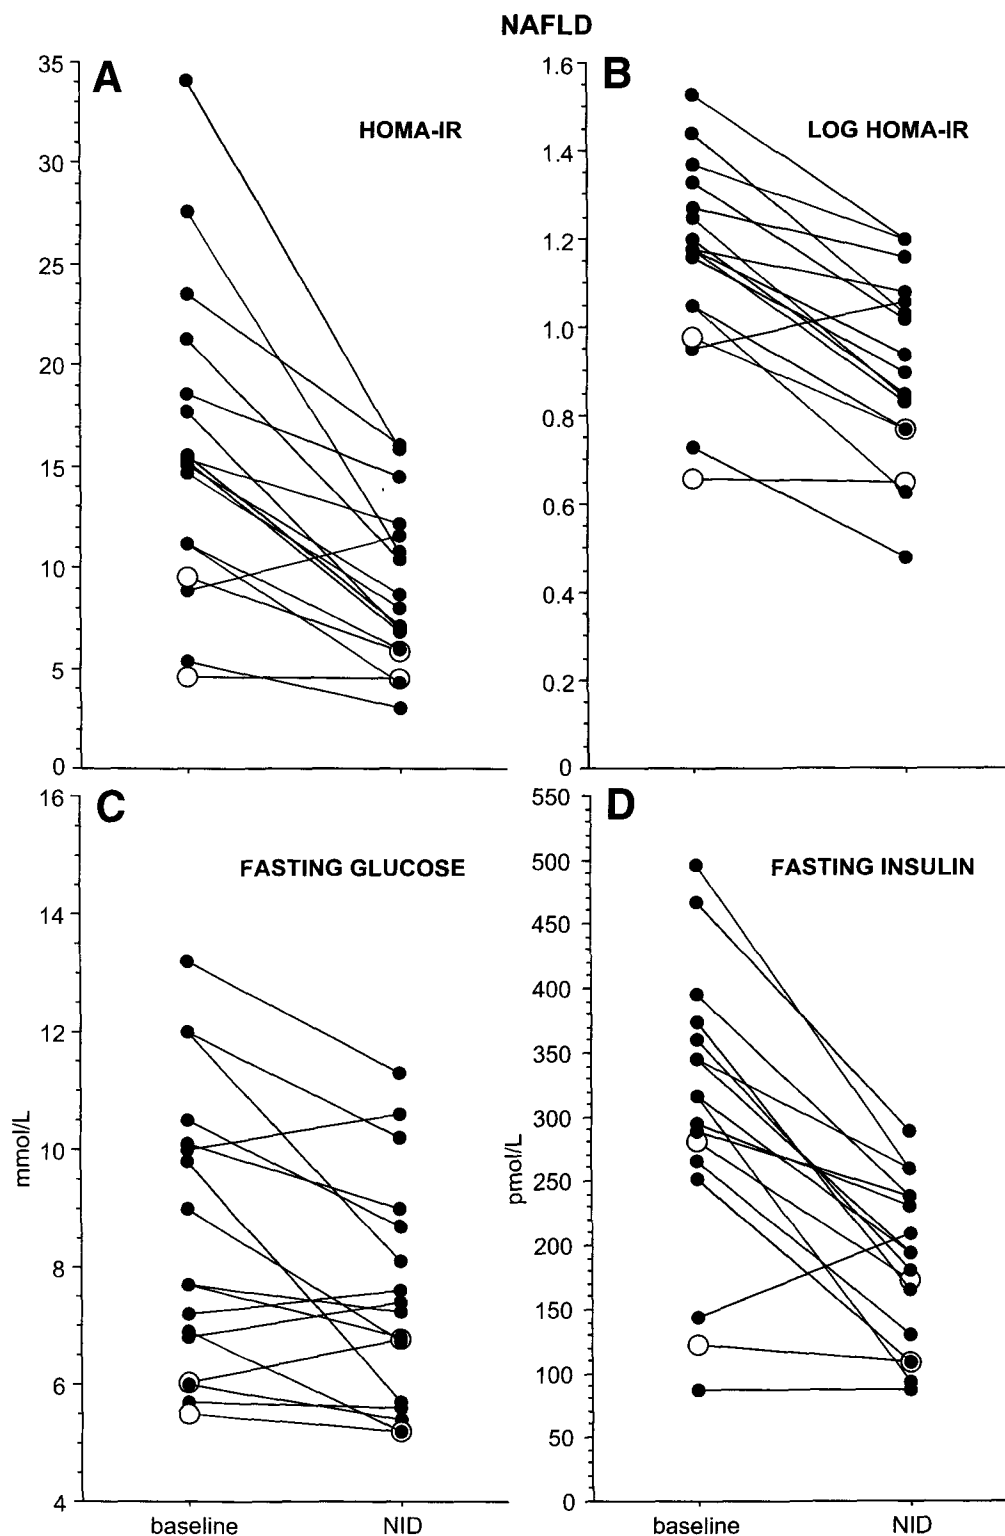 NAFLD
A
HOMA-IR
35
30
25
20
15
10
5
0
B
LOG HOMA-IR
1.6
1.4
1.2
1.0
0.8
0.6
0.4
0.2
0
C
FASTING GLUCOSE
mmol/L
16
14
12
10
8
6
4
baseline NID
D
FASTING INSULIN
pmol/L
550
500
450
400
350
300
250
200
150
100
50
0
baseline NID